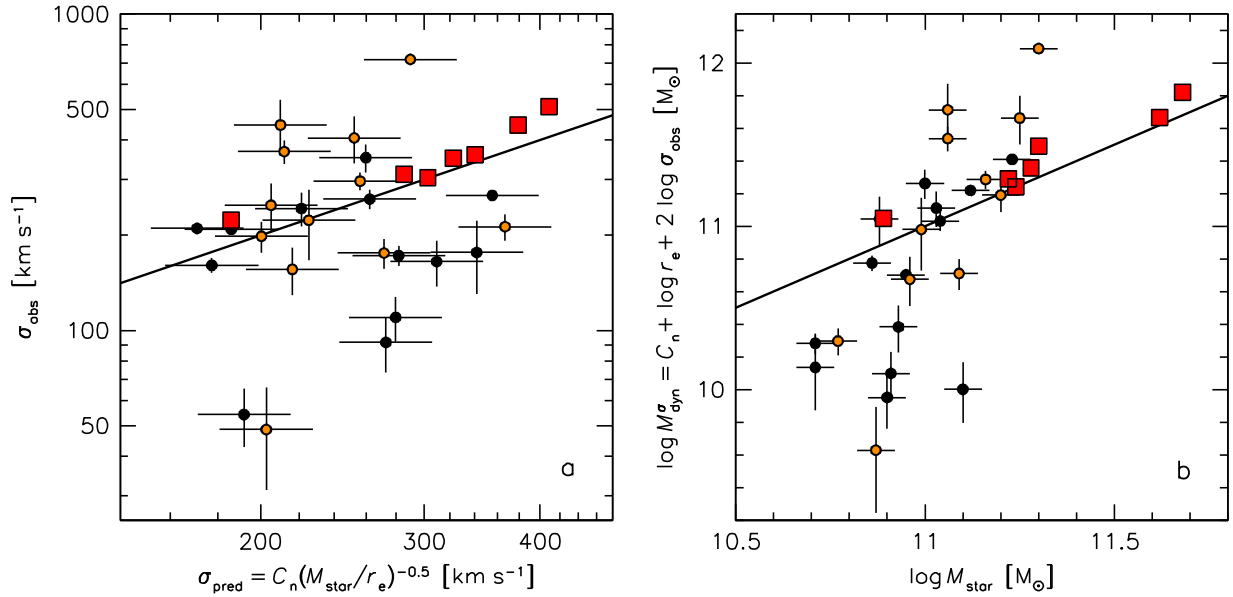 1000
500
100
50
σobs [km s−1]
a
200
300
400
σpred = Cn(Mstar/re)−0.5 [km s−1]
12
11
10
log Mσdyn = Cn + log re + 2 log σobs [M⊙]
b
10.5
11
11.5
log Mstar [M⊙]